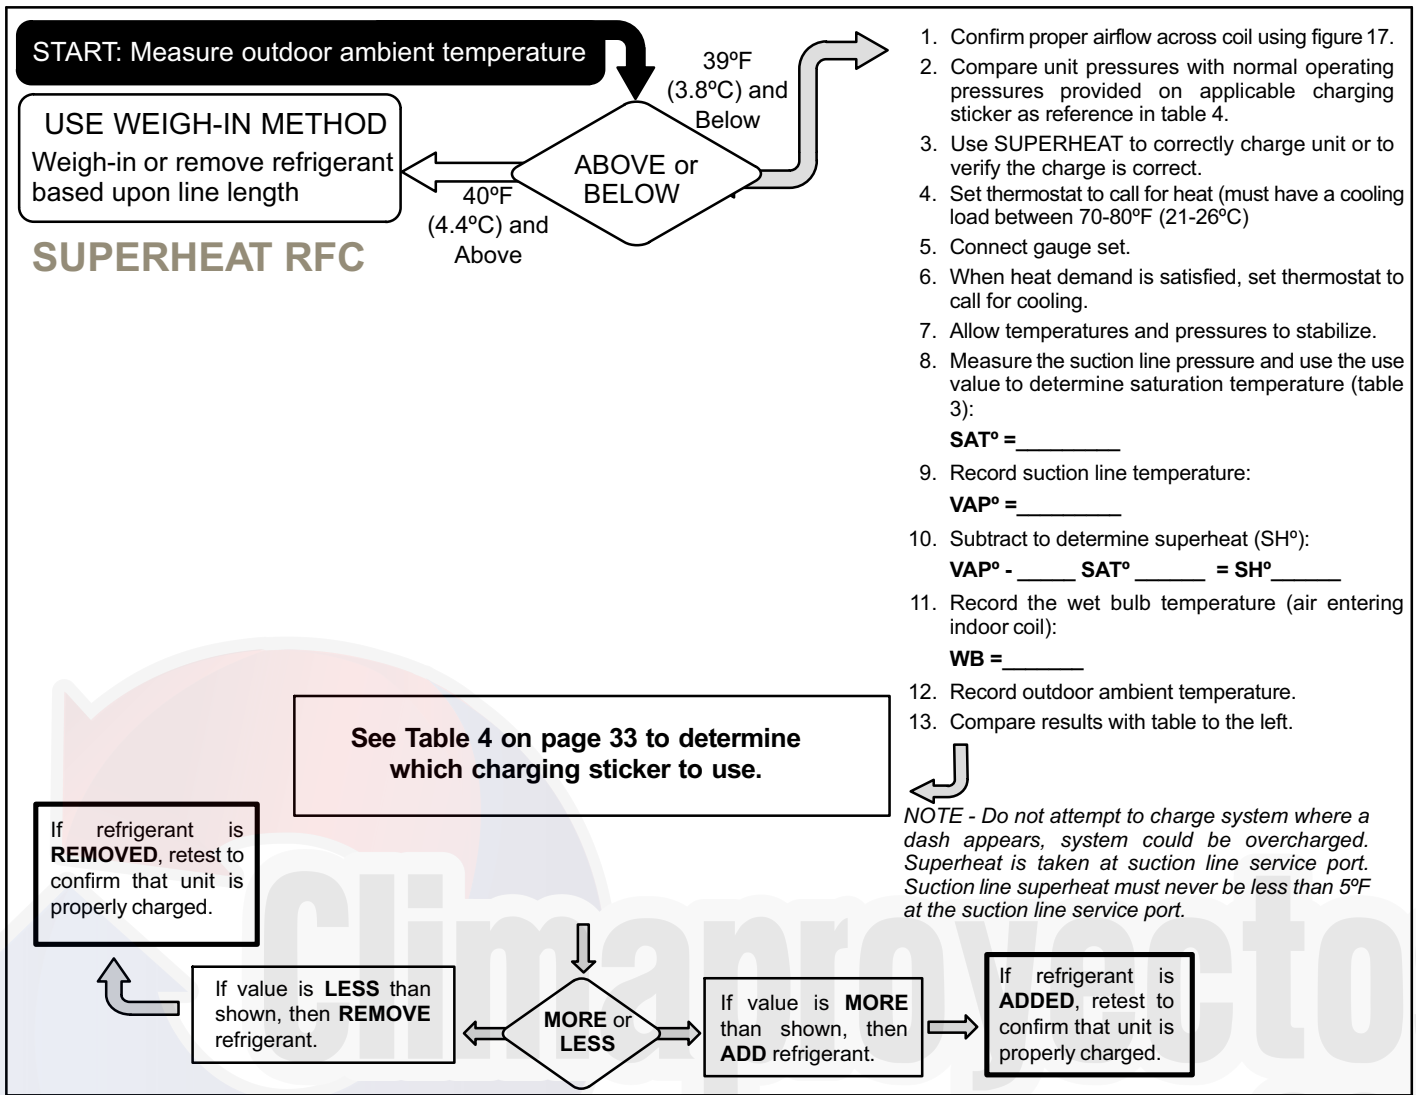 START: Measure outdoor ambient temperature
39ºF
(3.8ºC) and
Below
USE WEIGH-IN METHOD
Weigh-in or remove refrigerant
based upon line length
ABOVE or
BELOW
40ºF
(4.4ºC) and
Above
SUPERHEAT RFC
1. Confirm proper airflow across coil using figure 17.
2. Compare unit pressures with normal operating
pressures provided on applicable charging
sticker as reference in table 4.
3. Use SUPERHEAT to correctly charge unit or to
verify the charge is correct.
4. Set thermostat to call for heat (must have a cooling
load between 70-80ºF (21-26ºC)
5. Connect gauge set.
6. When heat demand is satisfied, set thermostat to
call for cooling.
7. Allow temperatures and pressures to stabilize.
8. Measure the suction line pressure and use the use
value to determine saturation temperature (table
3):
SATº =_________
9. Record suction line temperature:
VAPº =_________
10. Subtract to determine superheat (SHº):
VAPº - _____ SATº ______ = SHº______
11. Record the wet bulb temperature (air entering
indoor coil):
WB =_______
12. Record outdoor ambient temperature.
13. Compare results with table to the left.
NOTE - Do not attempt to charge system where a
dash appears, system could be overcharged.
Superheat is taken at suction line service port.
Suction line superheat must never be less than 5ºF
at the suction line service port.
See Table 4 on page 33 to determine
which charging sticker to use.
If refrigerant is
REMOVED, retest to
confirm that unit is
properly charged.
If value is LESS than
shown, then REMOVE
refrigerant.
MORE or
LESS
If value is MORE
than shown, then
ADD refrigerant.
If refrigerant is
ADDED, retest to
confirm that unit is
properly charged.
Climaproyecto